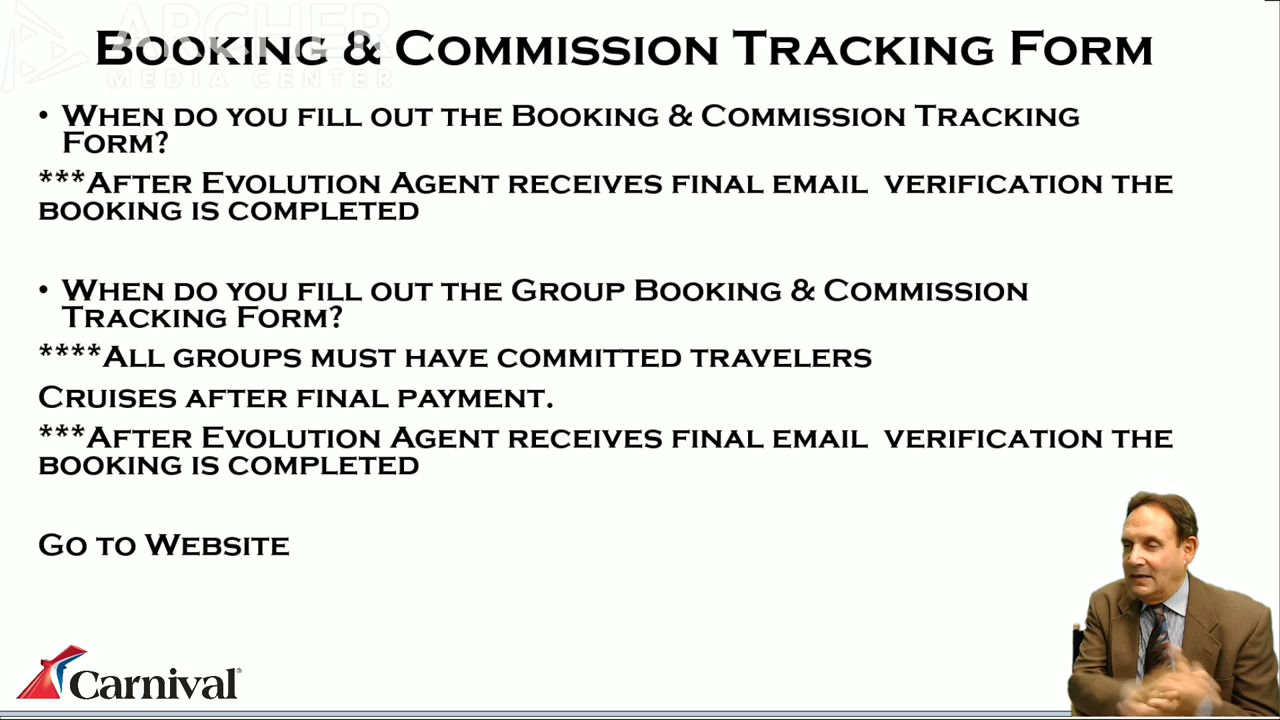 ARCHER
MEDIA CENTER
Booking & Commission Tracking Form
• When do you fill out the Booking & Commission Tracking
Form?
***After Evolution Agent receives final email verification the
booking is completed
• When do you fill out the Group Booking & Commission
Tracking Form?
****All groups must have committed travelers
Cruises after final payment.
***After Evolution Agent receives final email verification the
booking is completed
Go to Website
Carnival®